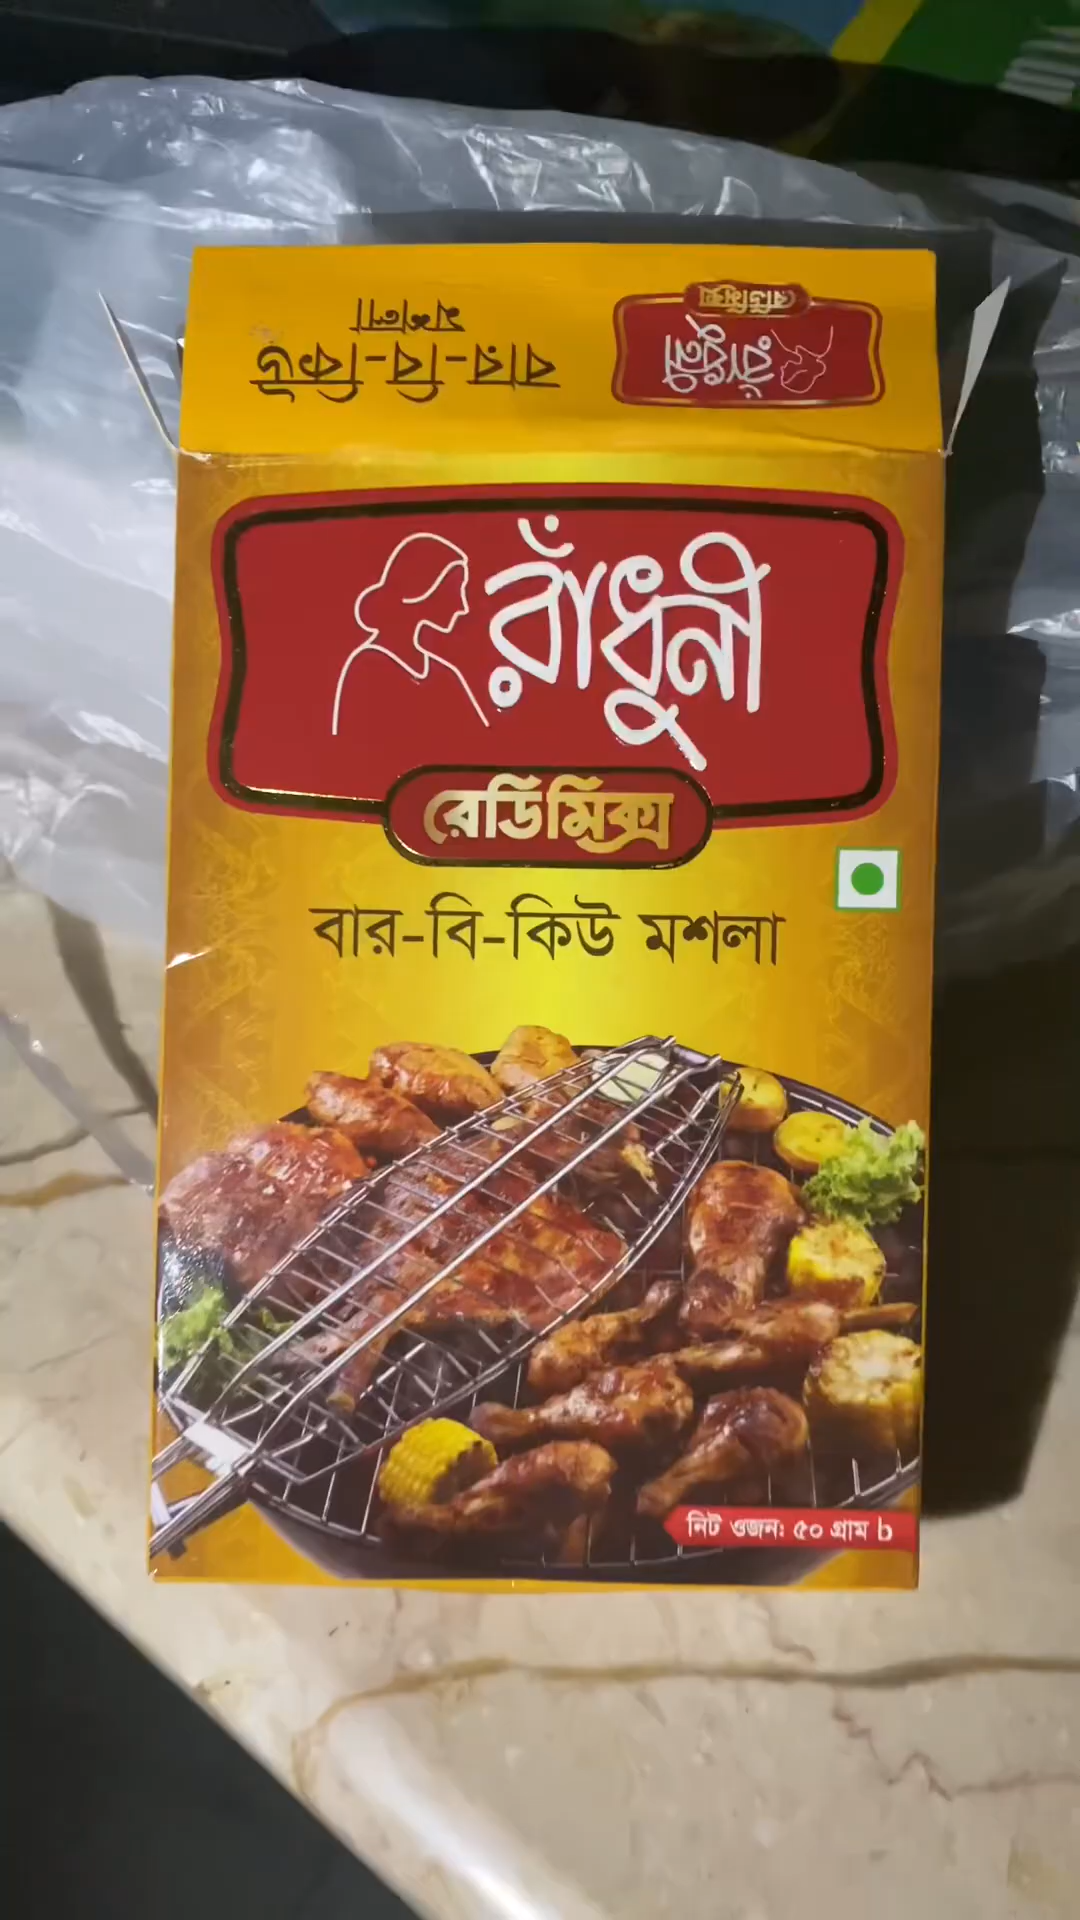 বার-বি-কিউ
মশলা
রেডিমিক্স
রাঁধুনী
রাঁধুনী
রেডিমিক্স
বার-বি-কিউ মশলা
নিট ওজন: ৫০ গ্রাম b